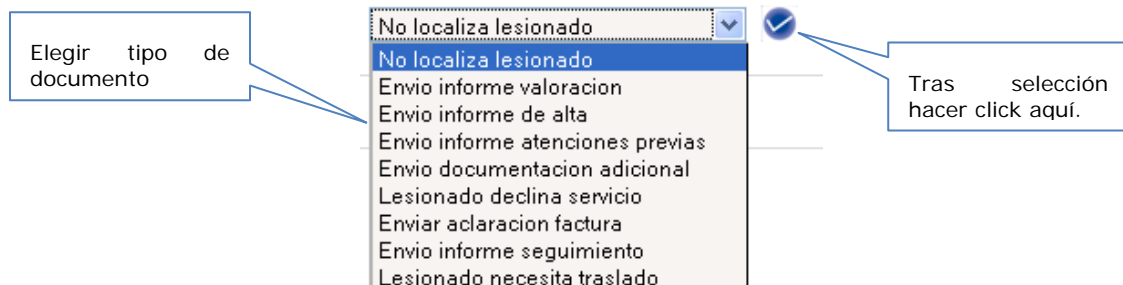 Elegir tipo de
documento
No localiza lesionado
No localiza lesionado
Envio informe valoracion
Envio informe de alta
Envio informe atenciones previas
Envio documentacion adicional
Lesionado declina servicio
Enviar aclaracion factura
Envio informe seguimiento
Lesionado necesita traslado
Tras selección
hacer click aquí.